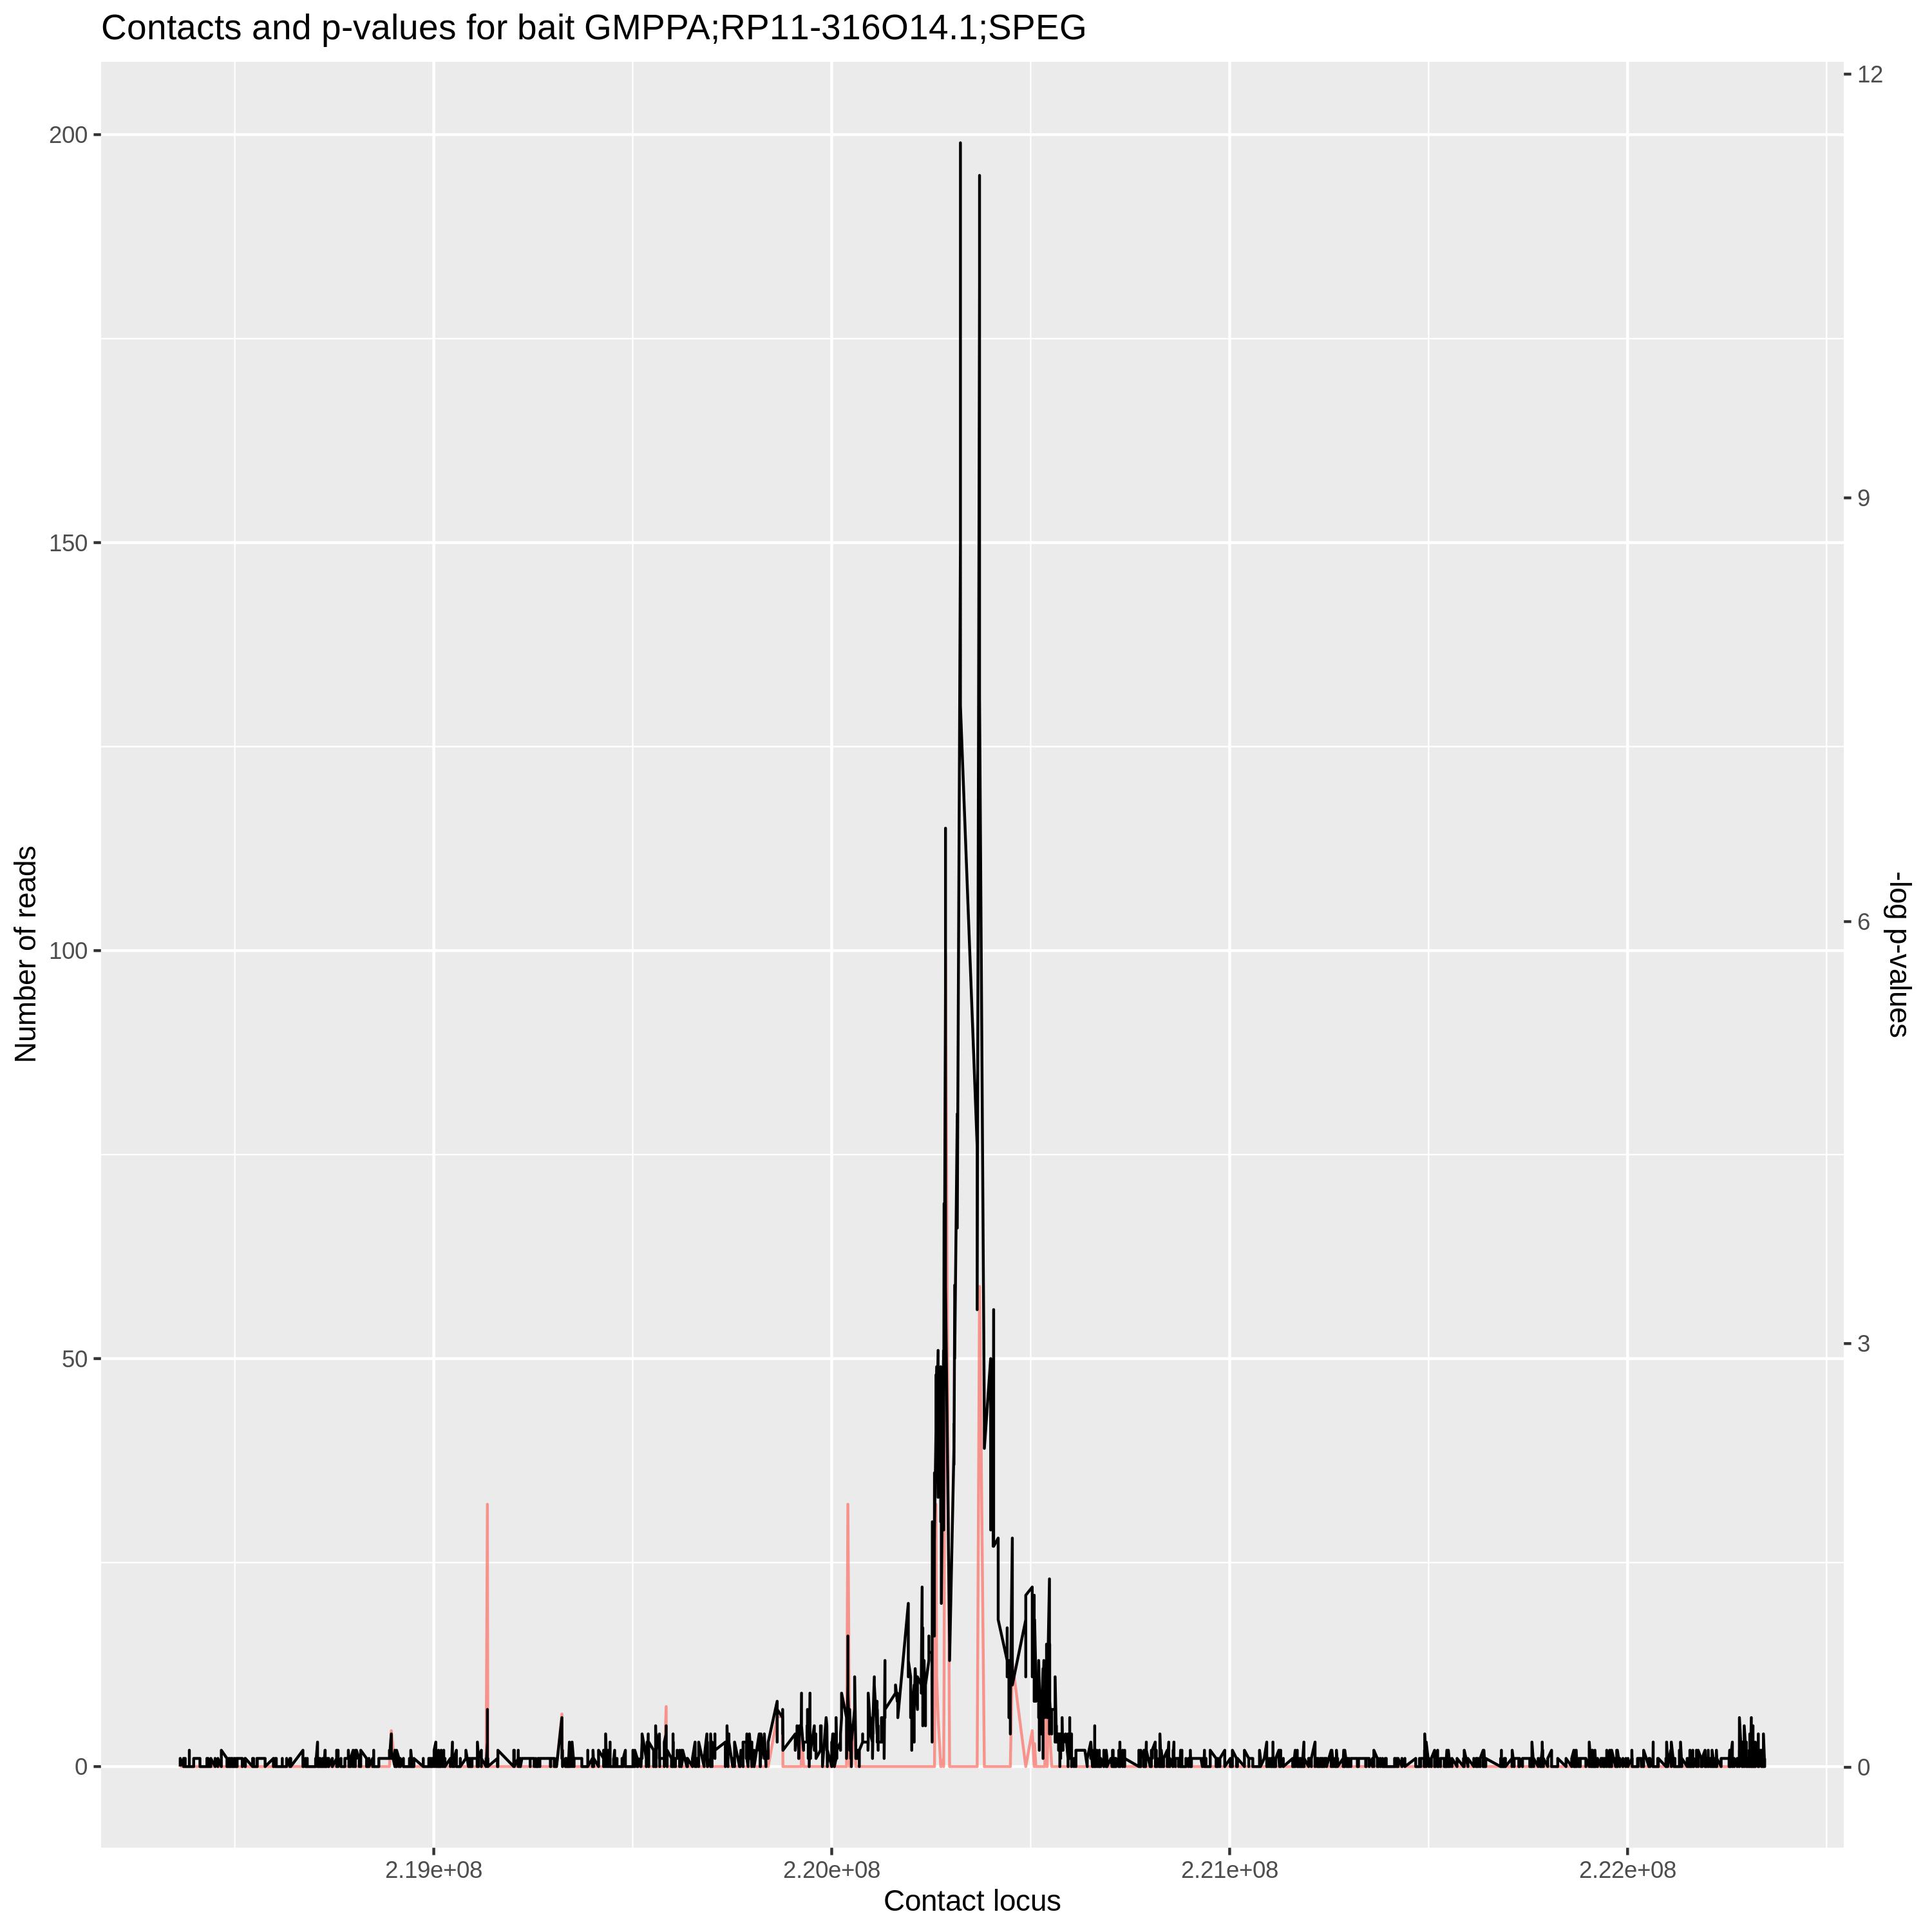 Contacts and p-values for bait GMPPA;RP11-316O14.1;SPEG
12
200
9
150
6
100
Number of reads
-log p-values
3
50
0
0
2.19e+08
2.20e+08
2.21e+08
2.22e+08
Contact locus